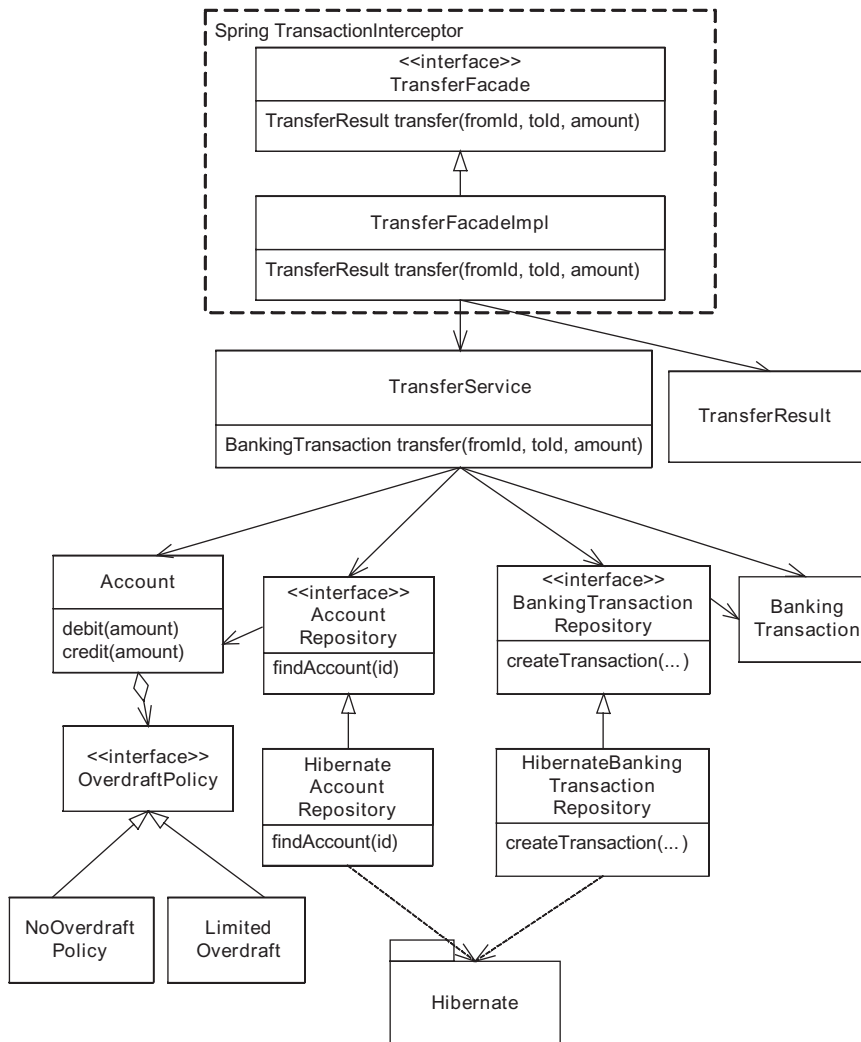 Spring TransactionInterceptor
<<interface>>
TransferFacade
TransferResult transfer(fromId, toId, amount)
TransferFacadeImpl
TransferResult transfer(fromId, toId, amount)
TransferService
BankingTransaction transfer(fromId, toId, amount)
TransferResult
Account
debit(amount)
credit(amount)
<<interface>>
Account
Repository
findAccount(id)
<<interface>>
BankingTransaction
Repository
createTransaction(... )
Banking
Transaction
<<interface>>
OverdraftPolicy
Hibernate
Account
Repository
findAccount(id)
HibernateBanking
Transaction
Repository
createTransaction(... )
NoOverdraft
Policy
Limited
Overdraft
Hibernate